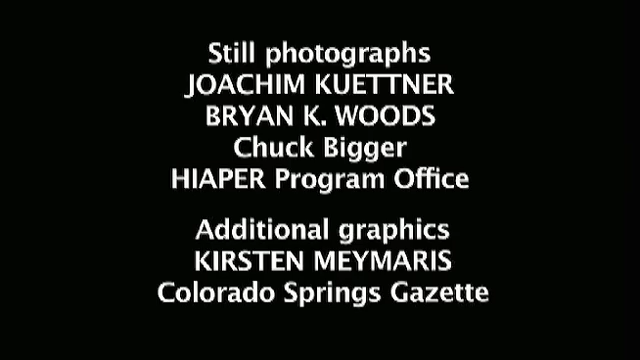 Still photographs
JOACHIM KUETTNER
BRYAN K. WOODS
Chuck Bigger
HIAPER Program Office
Additional graphics
KIRSTEN MEYMARIS
Colorado Springs Gazette